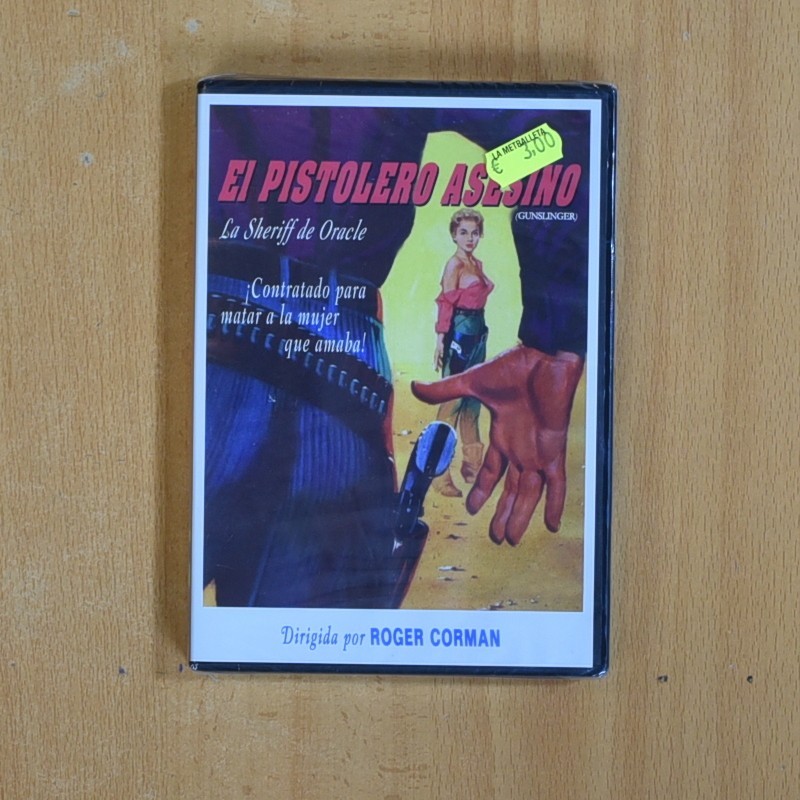 LA METRALLETA
€ 3,00
El PISTOLERO ASESINO
(GUNSLINGER)
La Sheriff de Oracle
¡Contratado para
matar a la mujer
que amaba!
Dirigida por ROGER CORMAN